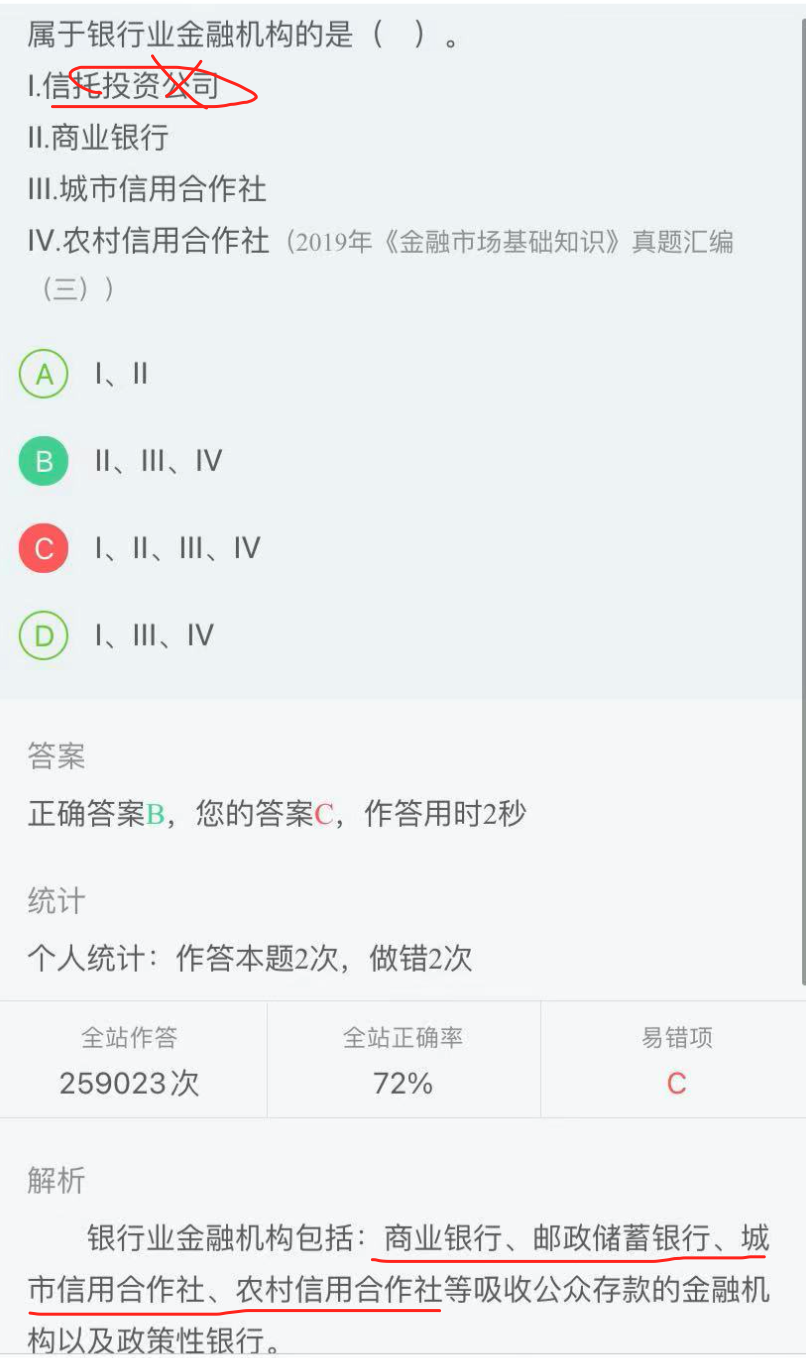 属于银行业金融机构的是（ ）。
I.信托投资公司
II.商业银行
III.城市信用合作社
IV.农村信用合作社（2019年《金融市场基础知识》真题汇编
（三））
A I、II
B II、III、IV
C I、II、III、IV
D I、III、IV
答案
正确答案B，您的答案C，作答用时2秒
统计
个人统计：作答本题2次，做错2次
全站作答 全站正确率 易错项
259023次 72% C
解析
银行业金融机构包括：商业银行、邮政储蓄银行、城
市信用合作社、农村信用合作社等吸收公众存款的金融机
构以及政策性银行。